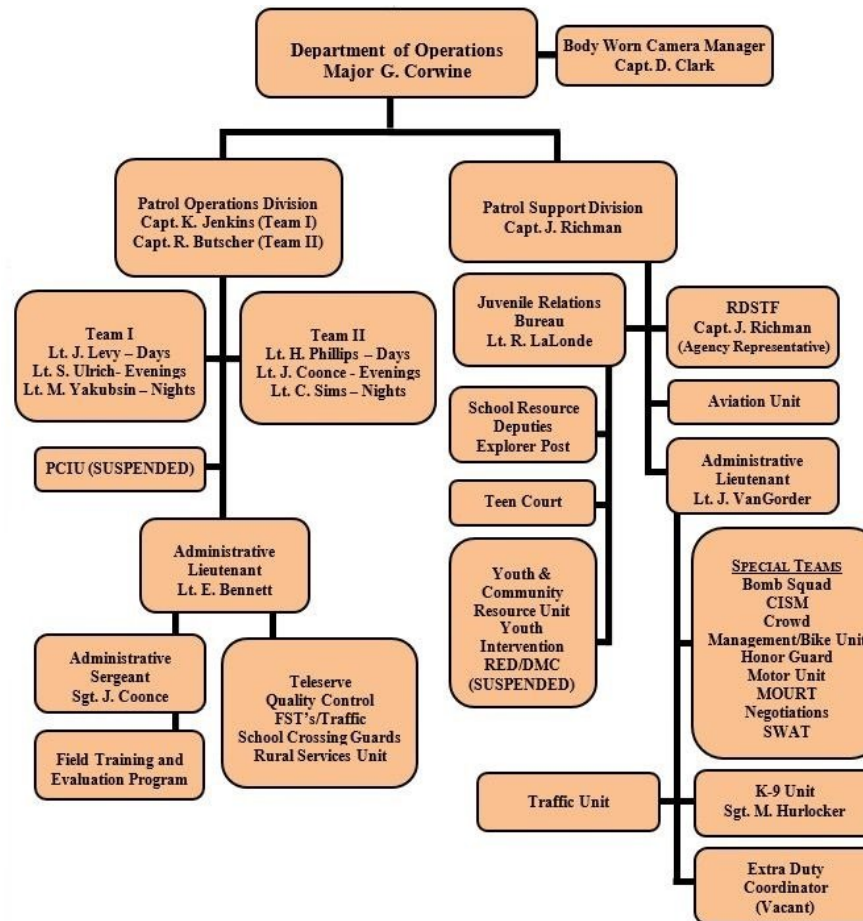 Department of Operations
Major G. Corwine
Body Worn Camera Manager
Capt. D. Clark
Patrol Operations Division
Capt. K. Jenkins (Team I)
Capt. R. Butscher (Team II)
Patrol Support Division
Capt. J. Richman
Team I
Lt. J. Levy – Days
Lt. S. Ulrich- Evenings
Lt. M. Yakubsin – Nights
Team II
Lt. H. Phillips – Days
Lt. J. Coonce - Evenings
Lt. C. Sims – Nights
PCIU (SUSPENDED)
Administrative
Lieutenant
Lt. E. Bennett
Administrative
Sergeant
Sgt. J. Coonce
Field Training and
Evaluation Program
Teleserve
Quality Control
FST's/Traffic
School Crossing Guards
Rural Services Unit
Juvenile Relations
Bureau
Lt. R. LaLonde
School Resource
Deputies
Explorer Post
Teen Court
Youth &
Community
Resource Unit
Youth
Intervention
RED/DMC
(SUSPENDED)
RDSTF
Capt. J. Richman
(Agency Representative)
Aviation Unit
Administrative
Lieutenant
Lt. J. VanGorder
SPECIAL TEAMS
Bomb Squad
CISM
Crowd
Management/Bike Unit
Honor Guard
Motor Unit
MOURT
Negotiations
SWAT
Traffic Unit
K-9 Unit
Sgt. M. Hurlocker
Extra Duty
Coordinator
(Vacant)